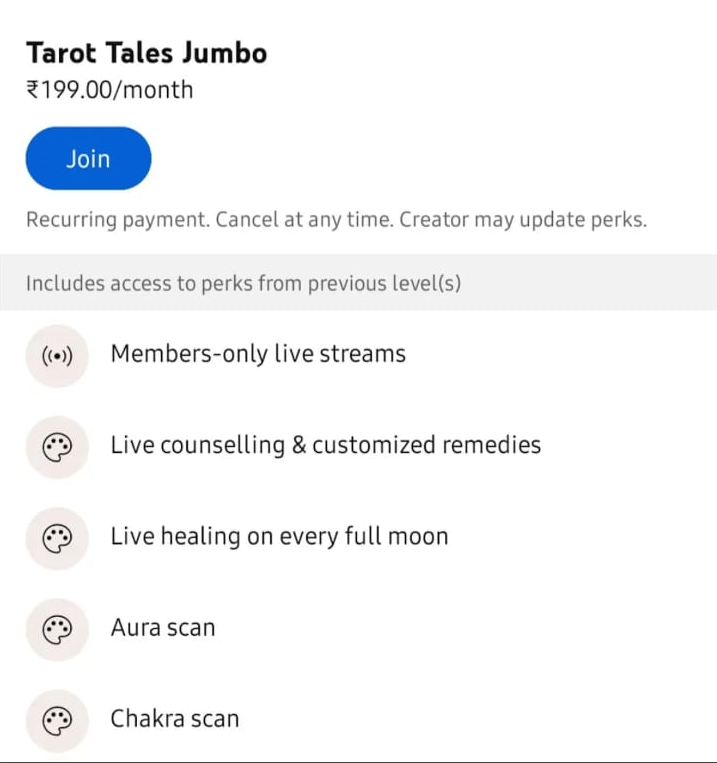 Tarot Tales Jumbo
₹199.00/month
Join
Recurring payment. Cancel at any time. Creator may update perks.
Includes access to perks from previous level(s)
Members-only live streams
Live counselling & customized remedies
Live healing on every full moon
Aura scan
Chakra scan